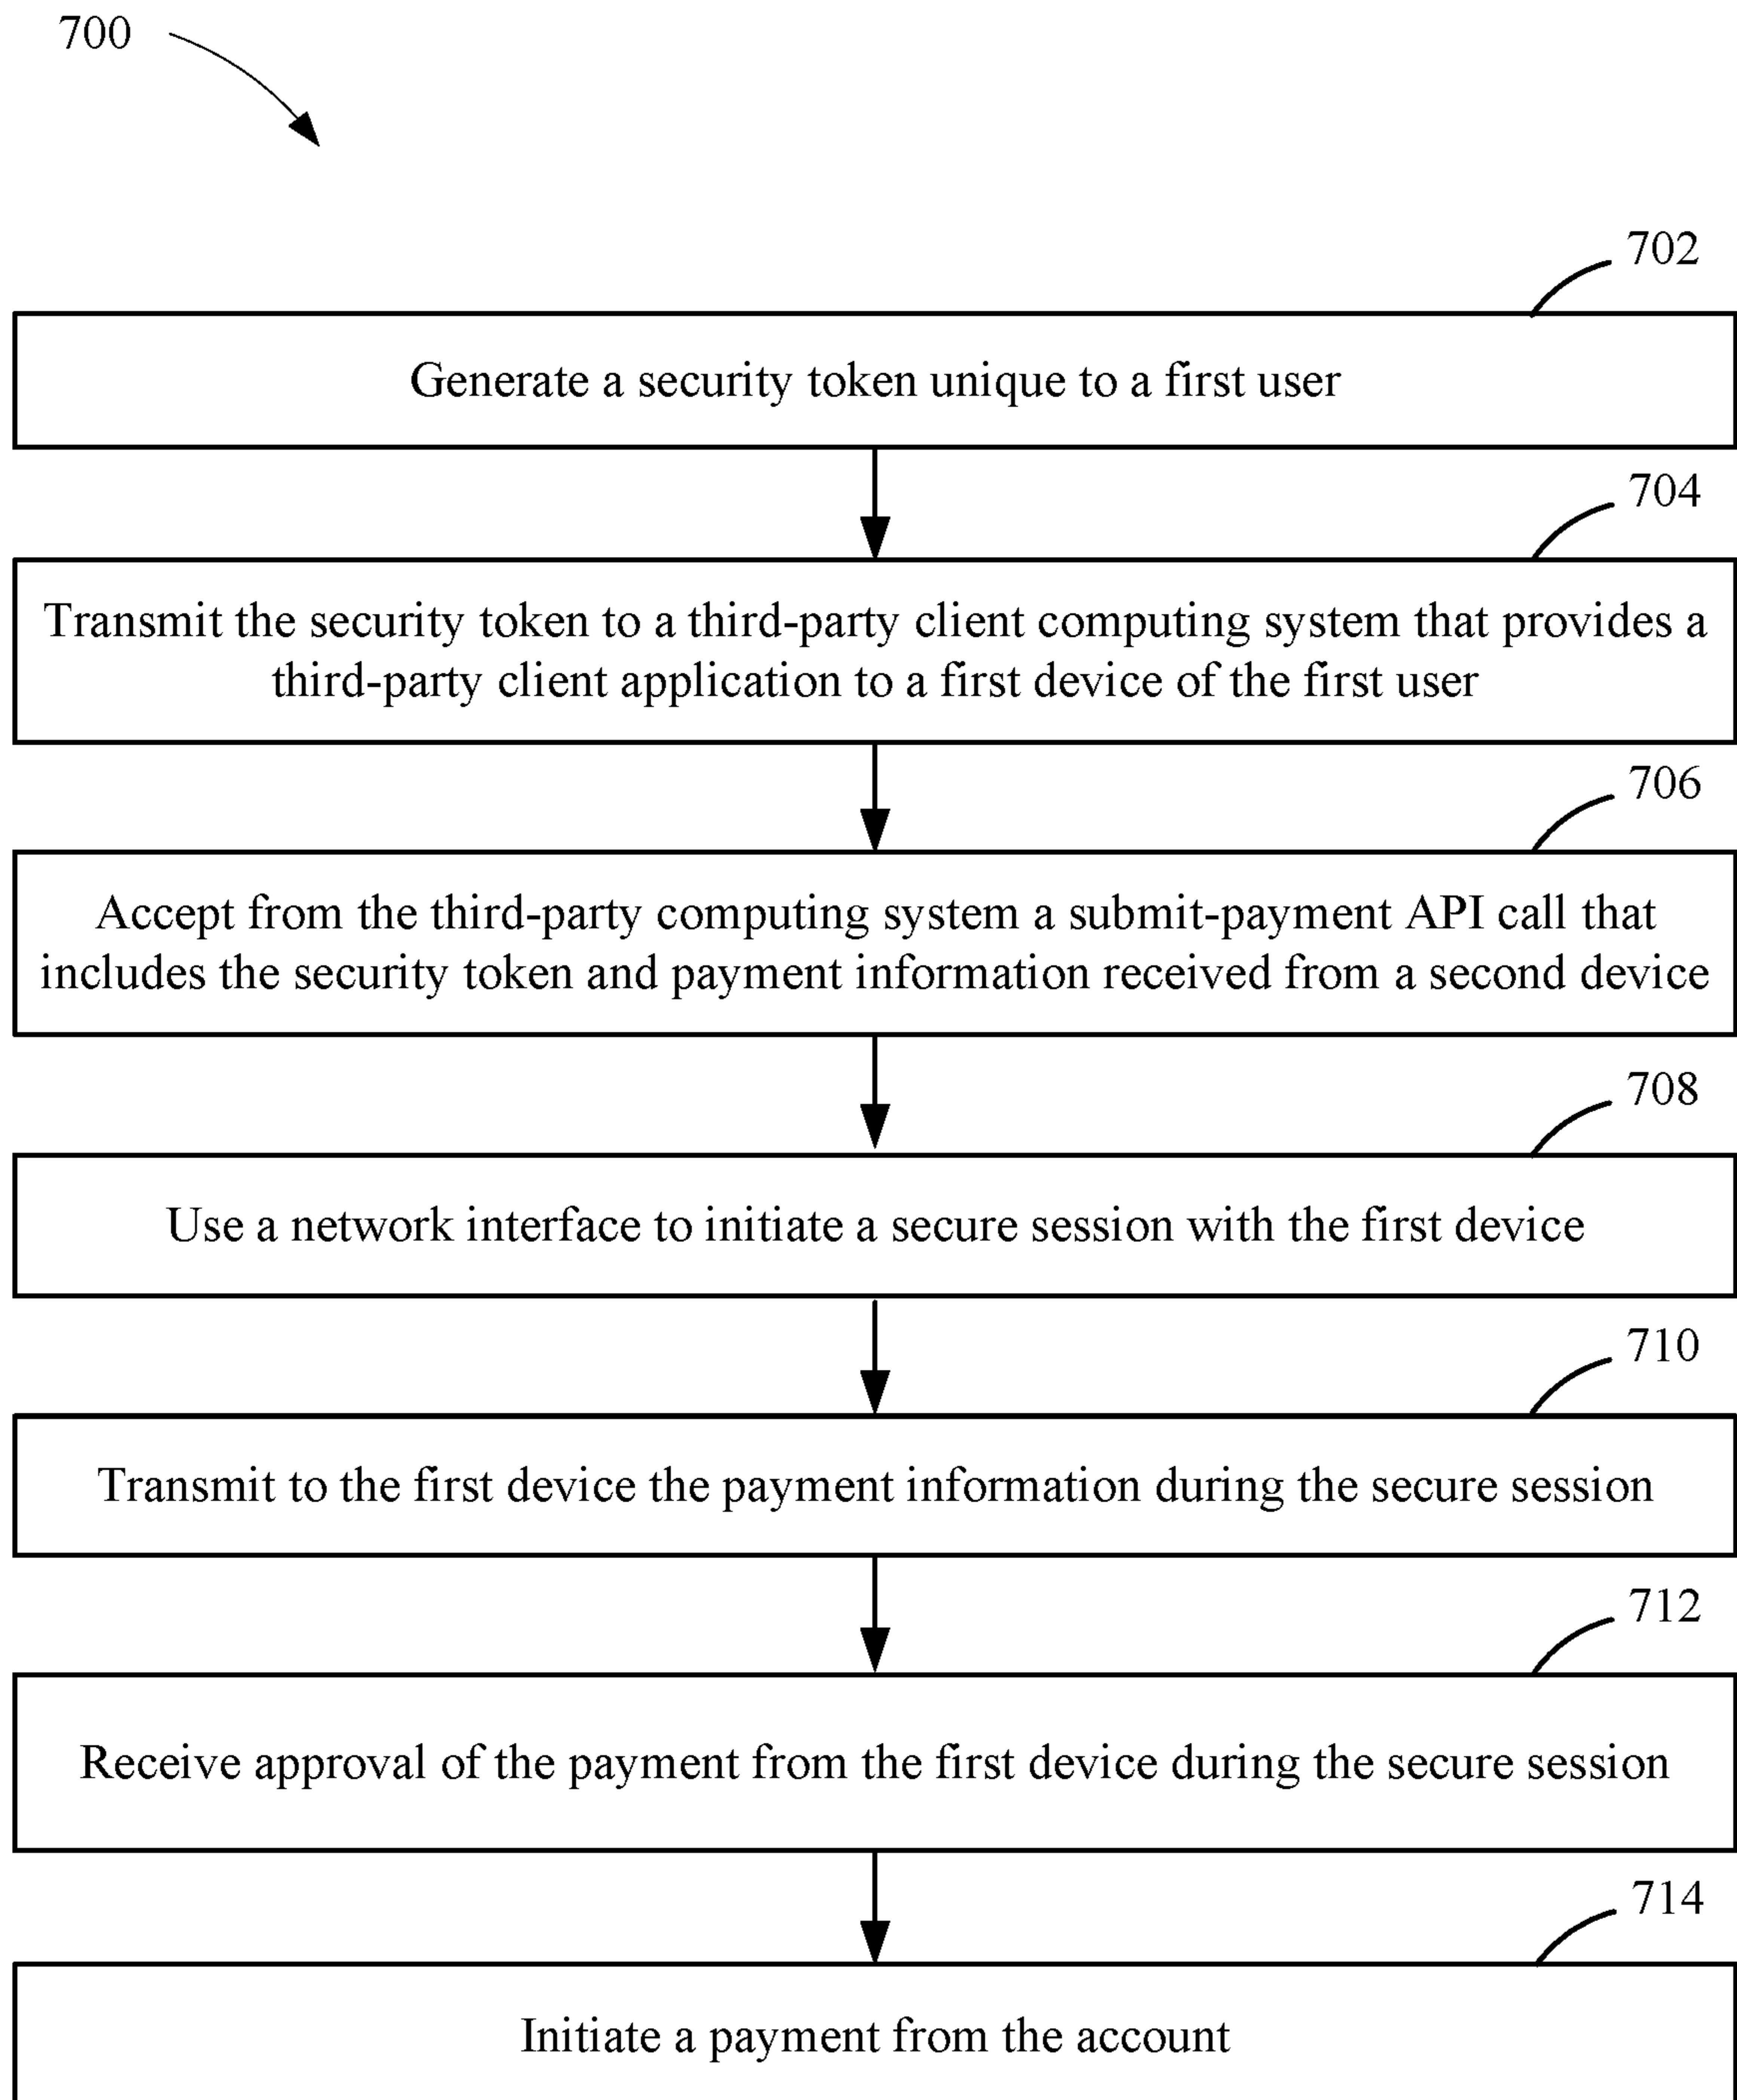 700
702
Generate a security token unique to a first user
704
Transmit the security token to a third-party client computing system that provides a
third-party client application to a first device of the first user
706
Accept from the third-party computing system a submit-payment API call that
includes the security token and payment information received from a second device
708
Use a network interface to initiate a secure session with the first device
710
Transmit to the first device the payment information during the secure session
712
Receive approval of the payment from the first device during the secure session
714
Initiate a payment from the account